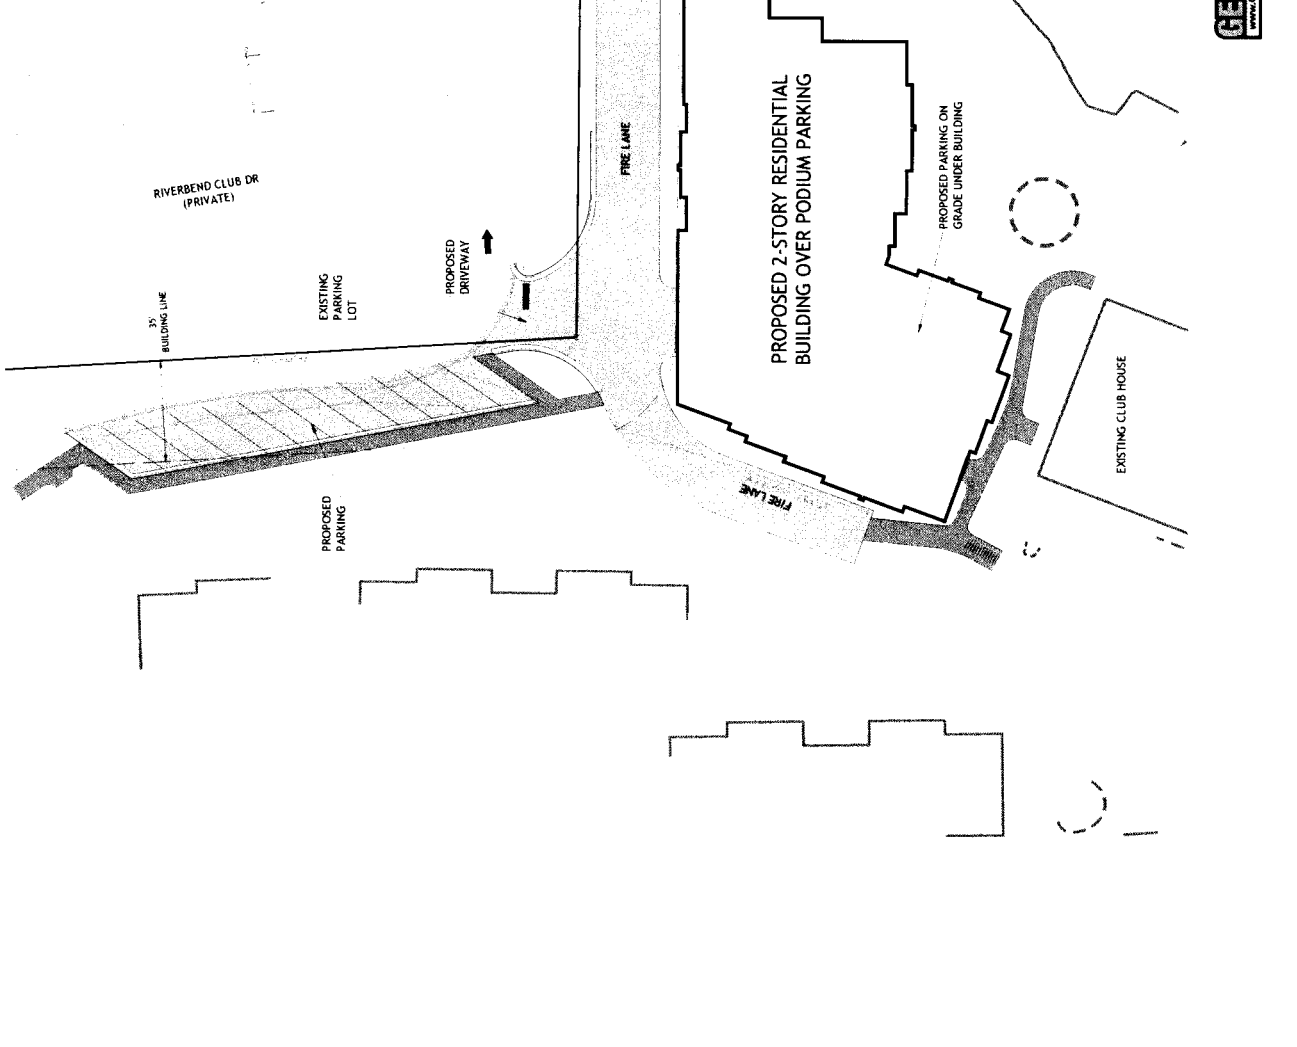 RIVERBEND CLUB DR
(PRIVATE)
35'
BUILDING LINE
EXISTING
PARKING
LOT
PROPOSED
DRIVEWAY
FIRE LANE
PROPOSED 2-STORY RESIDENTIAL
BUILDING OVER PODIUM PARKING
PROPOSED PARKING ON
GRADE UNDER BUILDING
EXISTING CLUB HOUSE
PROPOSED
PARKING
FIRE LANE
GE
www.